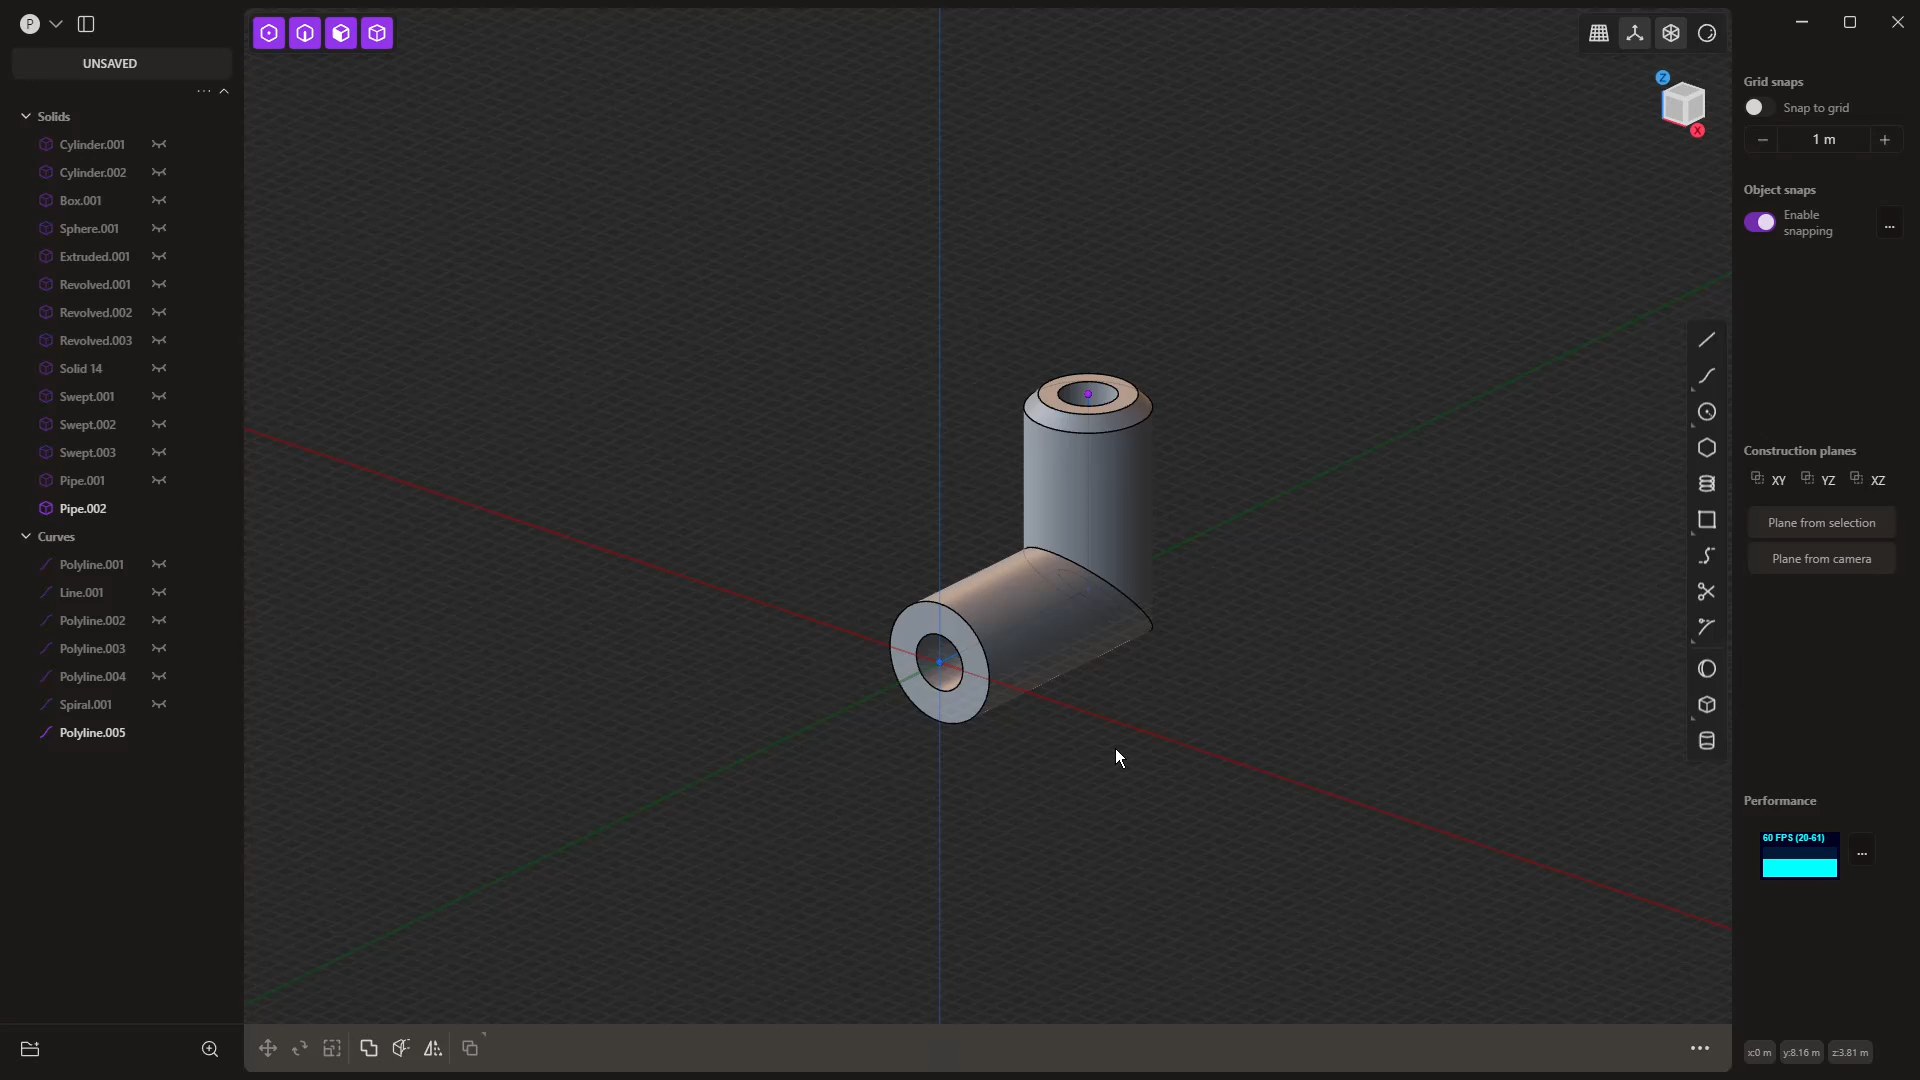 P
UNSAVED
Solids
Cylinder.001
Cylinder.002
Box.001
Sphere.001
Extruded.001
Revolved.001
Revolved.002
Revolved.003
Solid 14
Swept.001
Swept.002
Swept.003
Pipe.001
Pipe.002
Curves
Polyline.001
Line.001
Polyline.002
Polyline.003
Polyline.004
Spiral.001
Polyline.005
Z
X
Grid snaps
Snap to grid
1 m
Object snaps
Enable
snapping
...
Construction planes
XY YZ XZ
Plane from selection
Plane from camera
Performance
60 FPS (20-61)
...
x:0 m y:8.16 m z:3.81 m